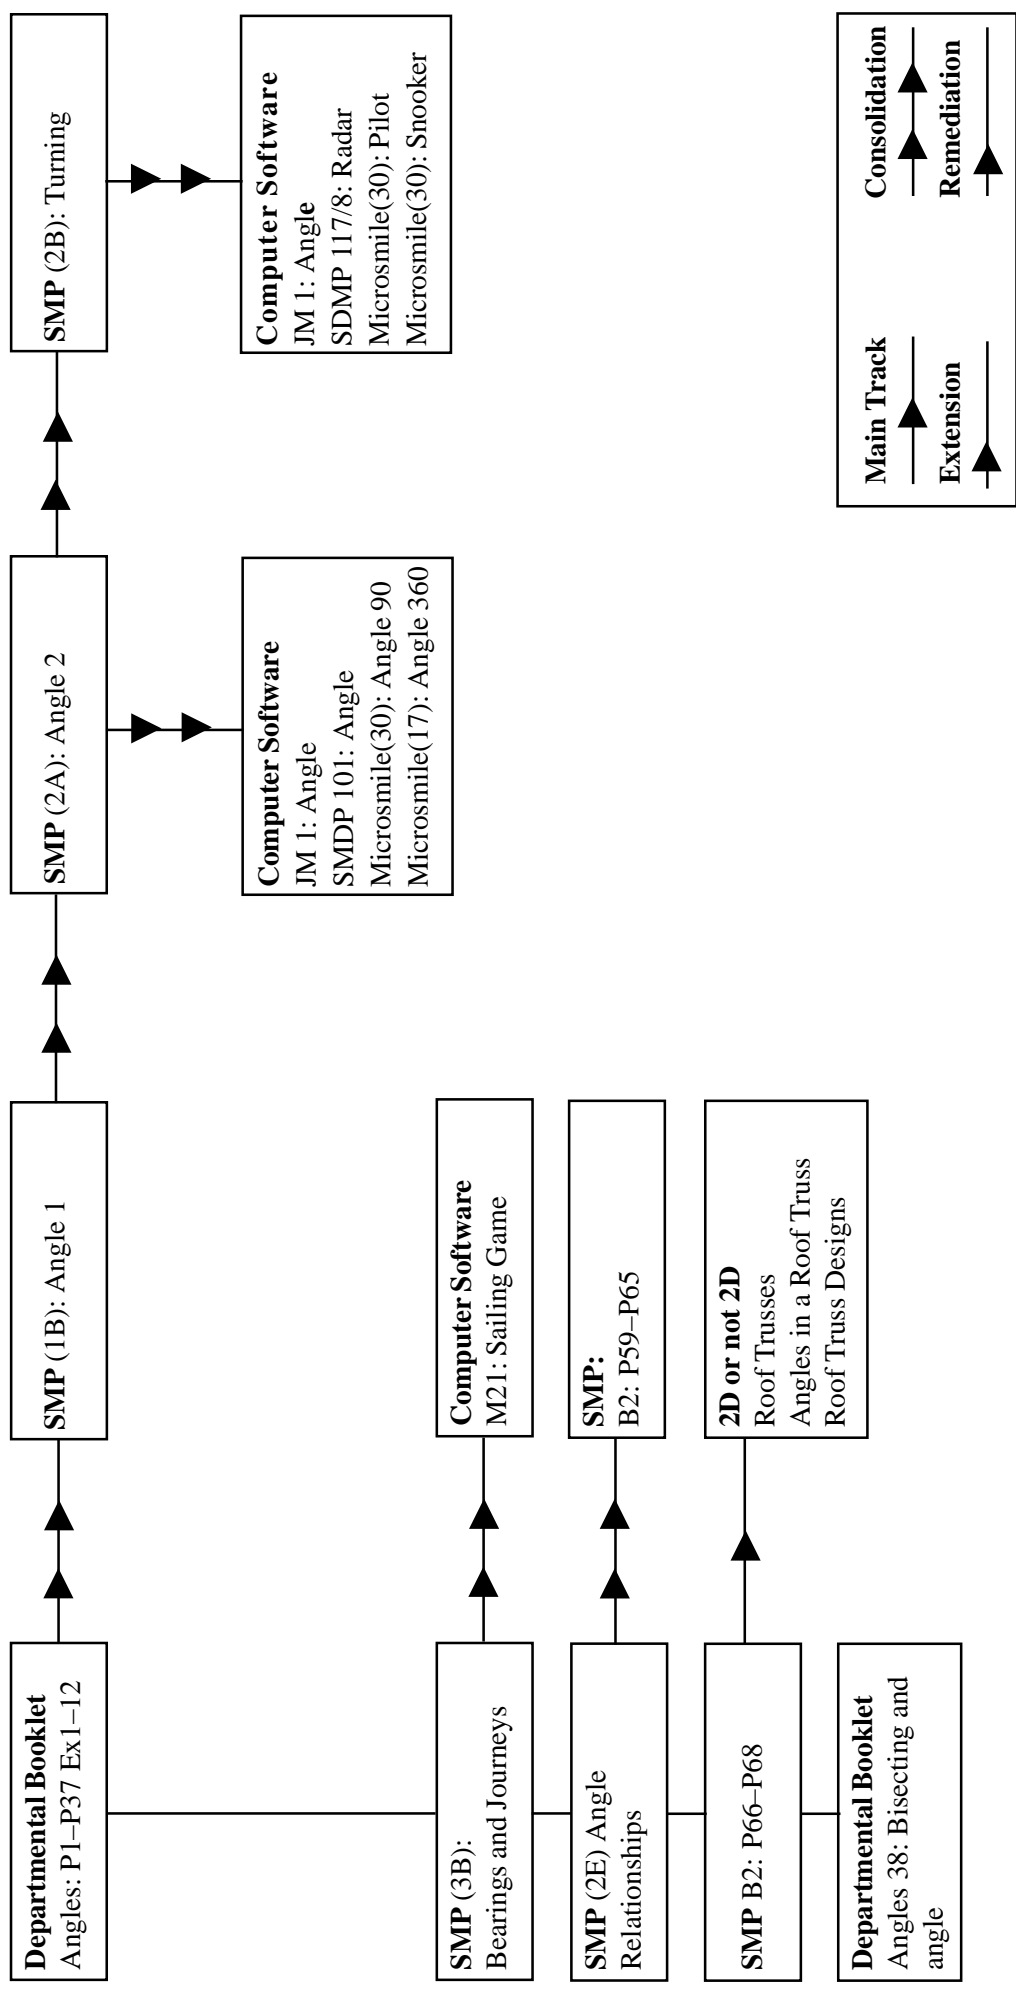 Departmental Booklet
Angles: P1–P37 Ex1–12
SMP (1B): Angle 1
SMP (2A): Angle 2
SMP (2B): Turning
Computer Software
JM 1: Angle
SMDP 101: Angle
Microsmile(30): Angle 90
Microsmile(17): Angle 360
Computer Software
JM 1: Angle
SDMP 117/8: Radar
Microsmile(30): Pilot
Microsmile(30): Snooker
SMP (3B):
Bearings and Journeys
Computer Software
M21: Sailing Game
SMP (2E) Angle
Relationships
SMP:
B2: P59–P65
SMP B2: P66–P68
2D or not 2D
Roof Trusses
Angles in a Roof Truss
Roof Truss Designs
Departmental Booklet
Angles 38: Bisecting and
angle
Main Track
Consolidation
Extension
Remediation